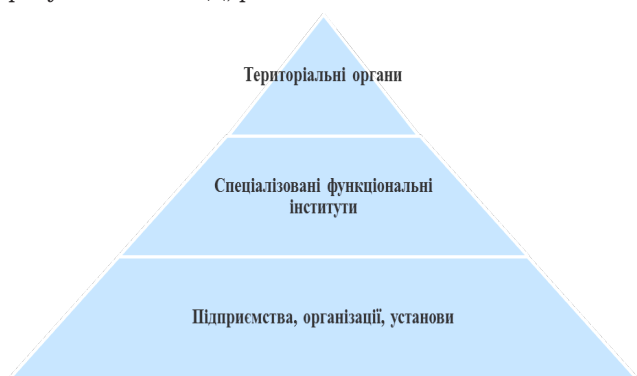 Територіальні органи
Спеціалізовані функціональні
інститути
Підприємства, організації, установи